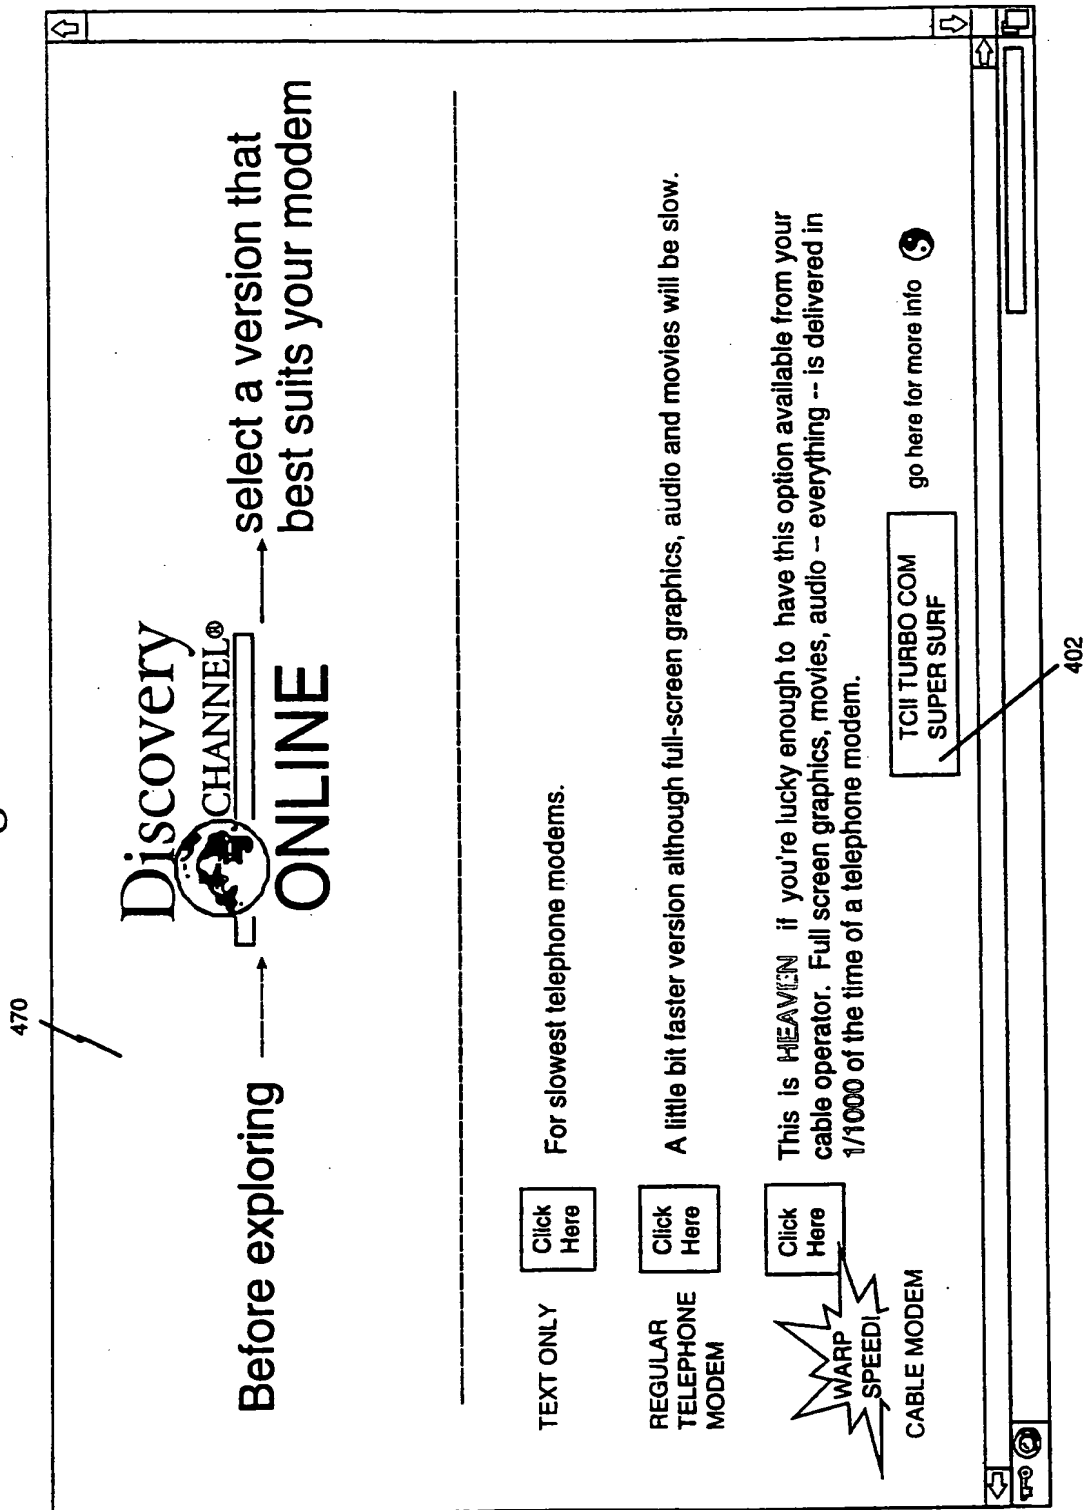 470
Before exploring
Discovery
CHANNEL®
ONLINE
select a version that
best suits your modem
TEXT ONLY
Click
Here
For slowest telephone modems.
REGULAR
TELEPHONE
MODEM
Click
Here
A little bit faster version although full-screen graphics, audio and movies will be slow.
WARP
SPEED!
CABLE MODEM
Click
Here
This is HEAVEN if you're lucky enough to have this option available from your
cable operator. Full screen graphics, movies, audio -- everything -- is delivered in
1/1000 of the time of a telephone modem.
TCII TURBO COM
SUPER SURF
go here for more info
402